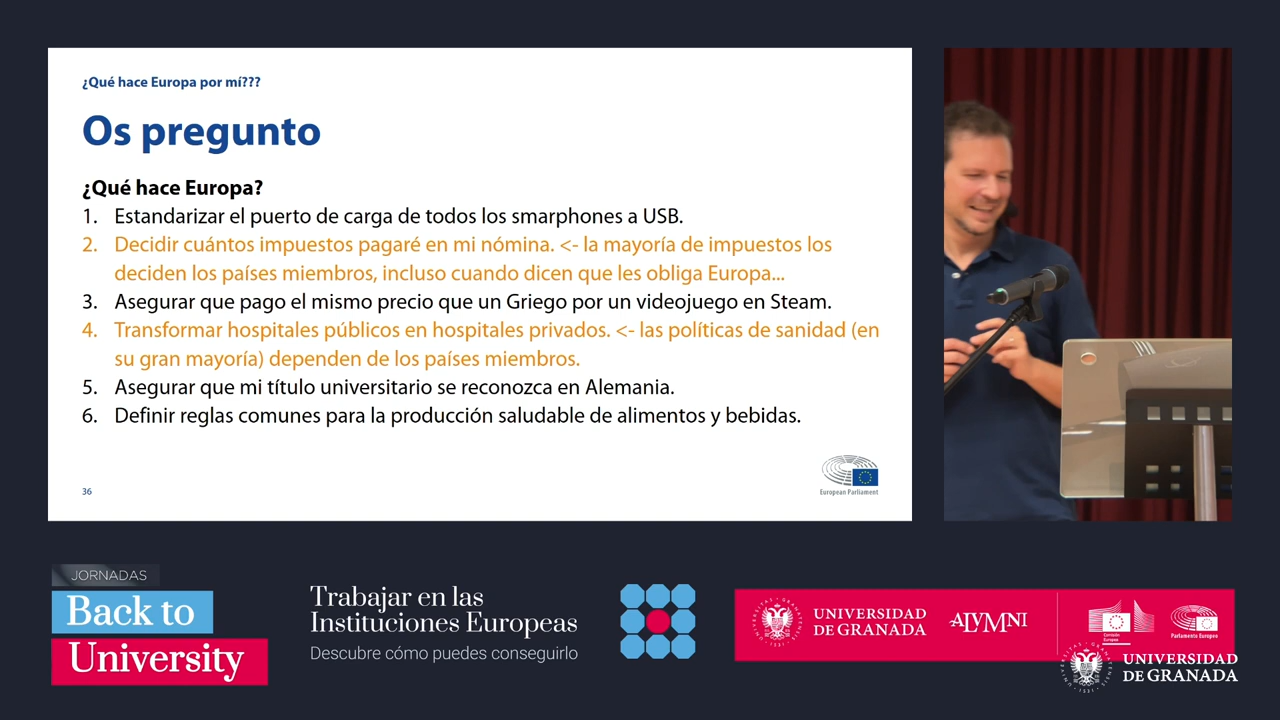 ¿Qué hace Europa por mí???
Os pregunto
¿Qué hace Europa?
1. Estandarizar el puerto de carga de todos los smarphones a USB.
2. Decidir cuántos impuestos pagaré en mi nómina. <- la mayoría de impuestos los
deciden los países miembros, incluso cuando dicen que les obliga Europa...
3. Asegurar que pago el mismo precio que un Griego por un videojuego en Steam.
4. Transformar hospitales públicos en hospitales privados. <- las políticas de sanidad (en
su gran mayoría) dependen de los países miembros.
5. Asegurar que mi título universitario se reconozca en Alemania.
6. Definir reglas comunes para la producción saludable de alimentos y bebidas.
36
European Parliament
JORNADAS
Back to
University
Trabajar en las
Instituciones Europeas
Descubre cómo puedes conseguirlo
UNIVERSIDAD
DE GRANADA
ALVMNI
Comisión
Europea
Parlamento Europeo
UNIVERSIDAD
DE GRANADA